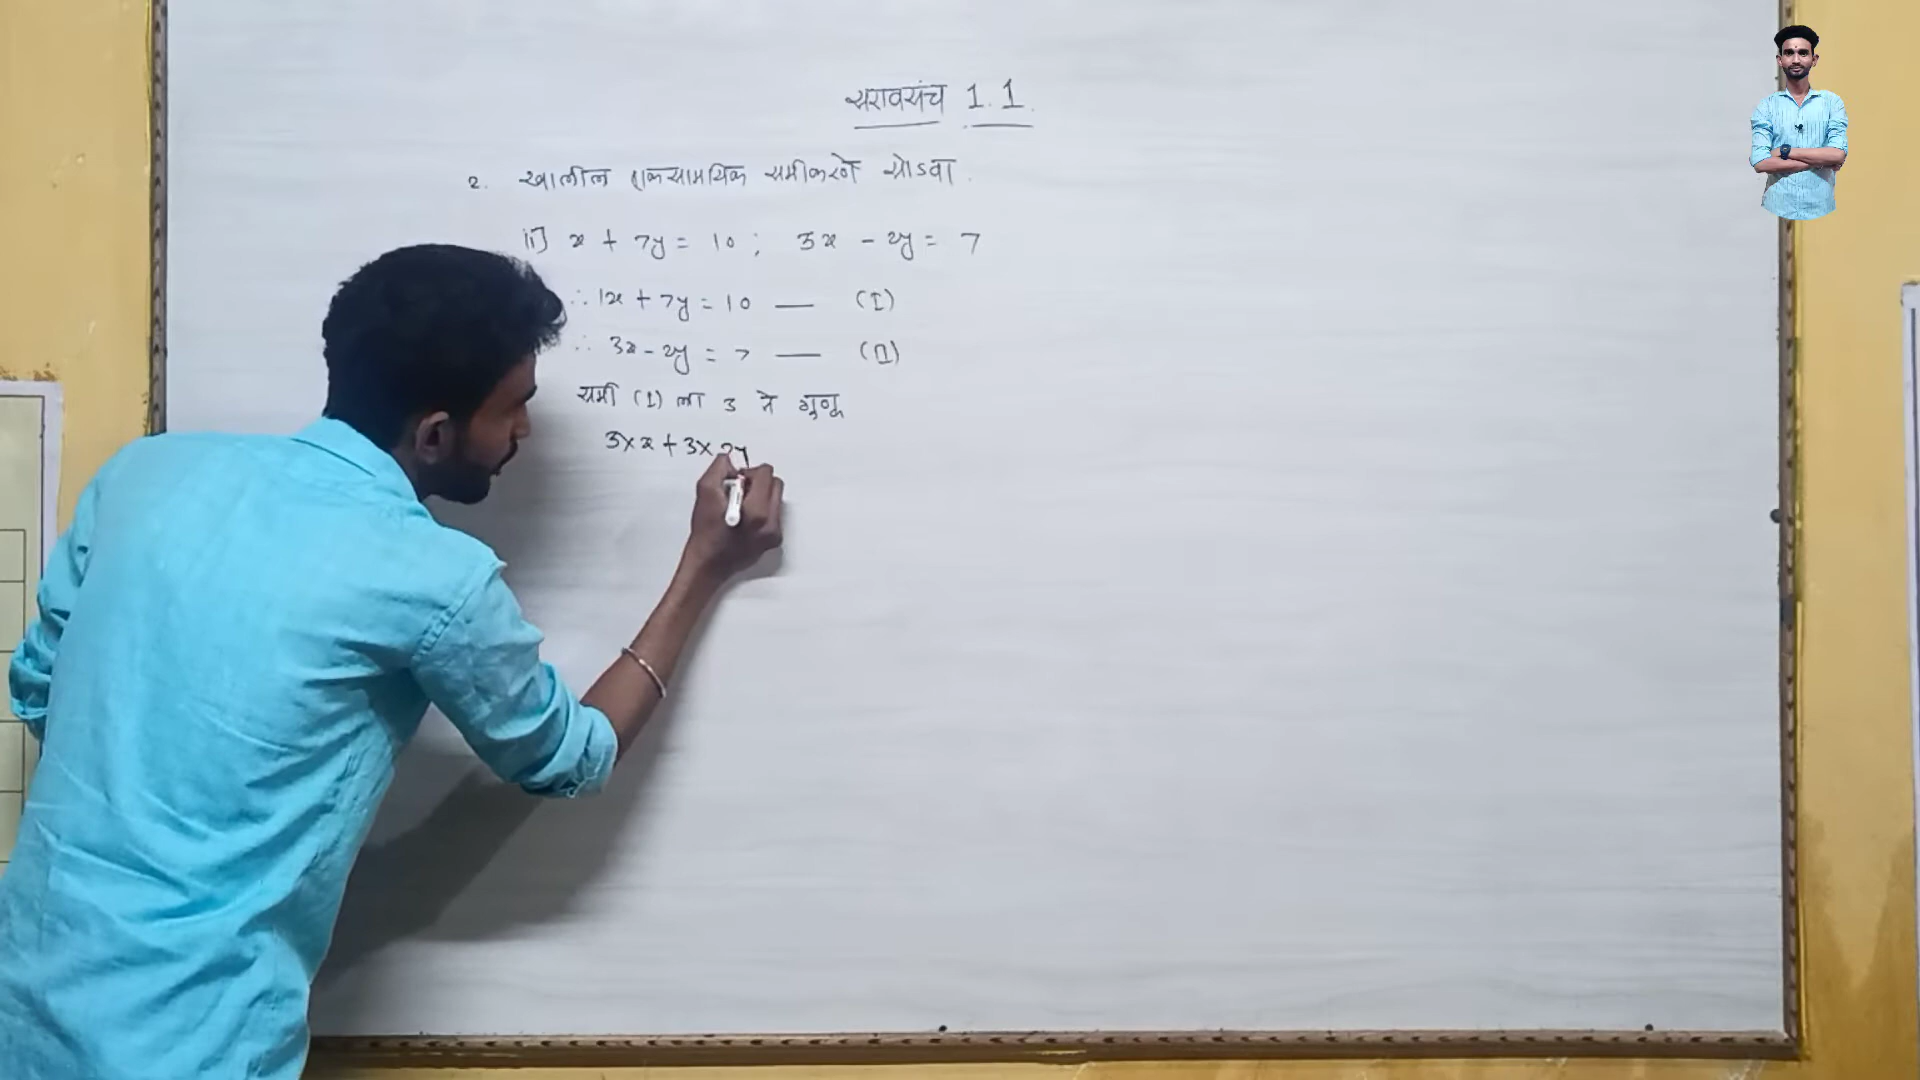 सरावसंच 1.1
2. खालील एकसामयिक समीकरणे सोडवा.
ii] x + 7y = 10 ; 3x - 2y = 7
∴ 1x + 7y = 10 — (I)
∴ 3x - 2y = 7 — (II)
समी (I) ला 3 ने गुणू
3×x + 3×